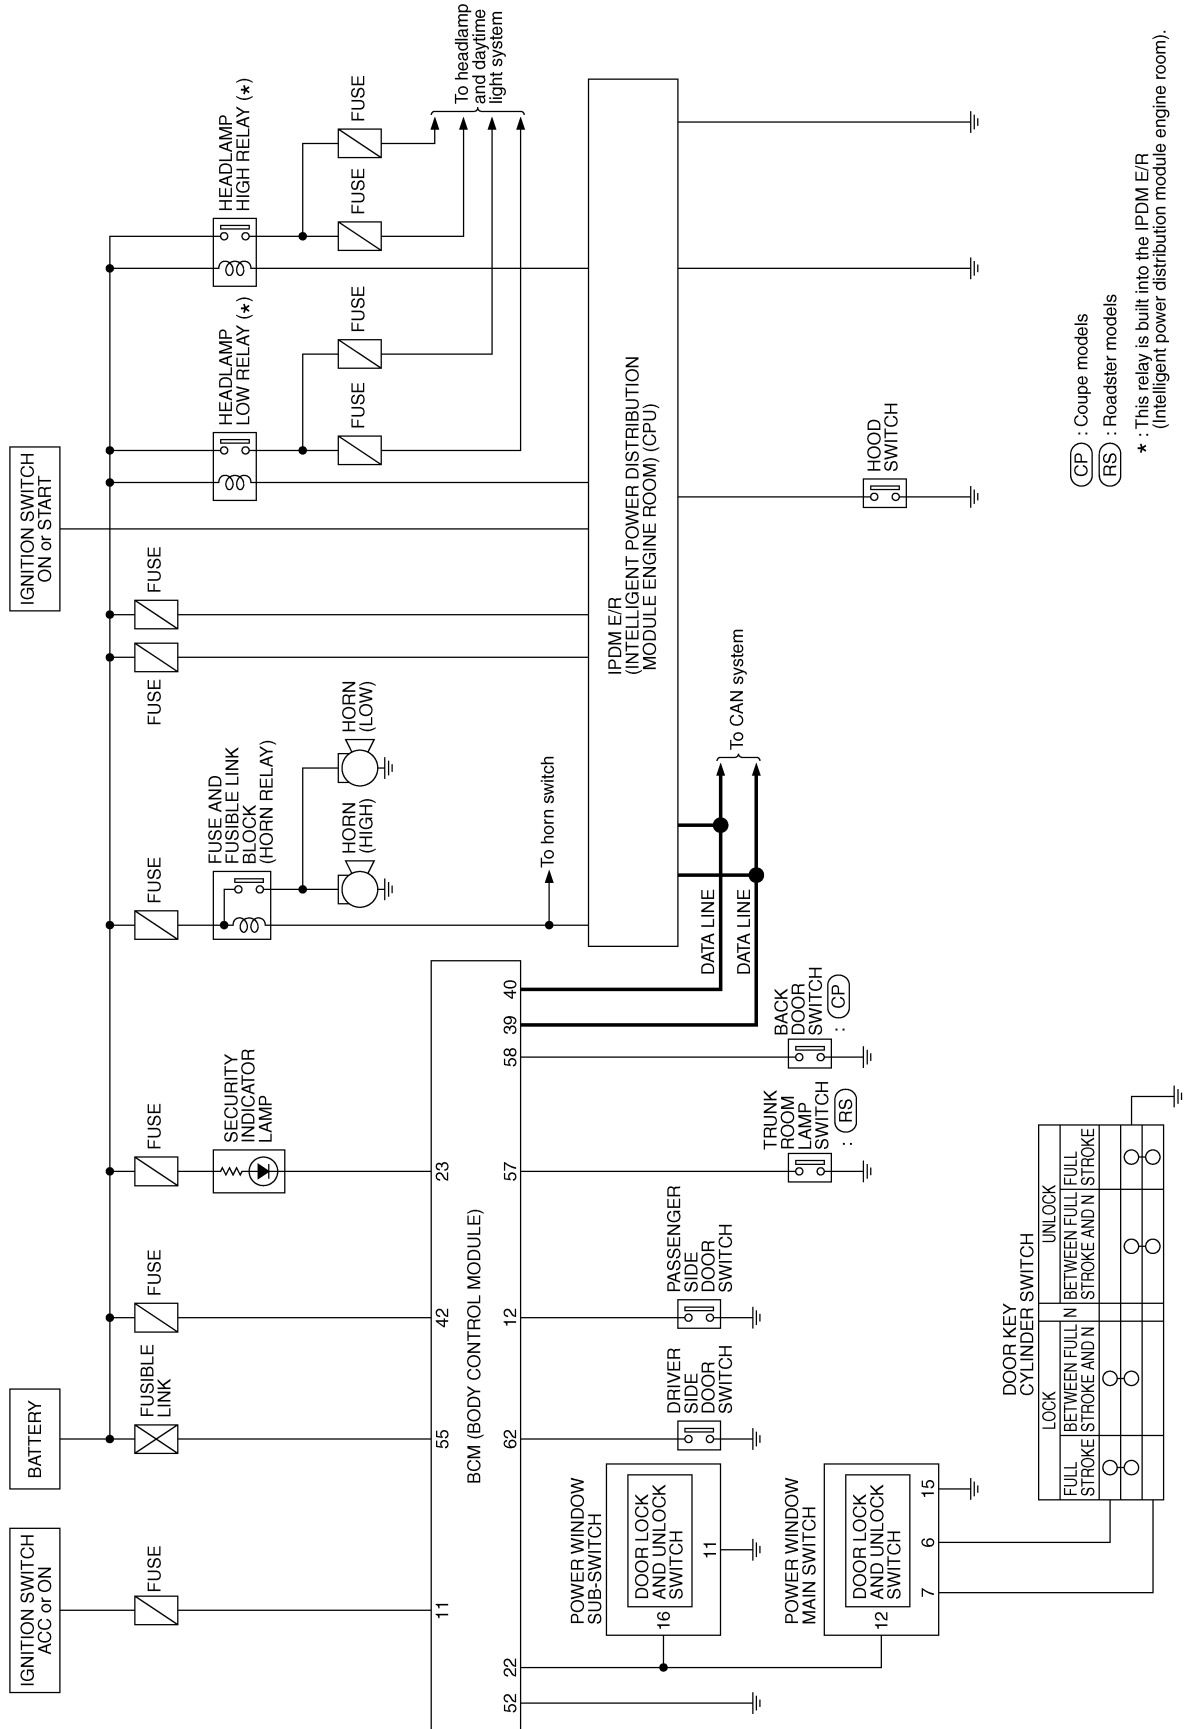 IGNITION SWITCH
ACC or ON
BATTERY
IGNITION SWITCH
ON or START
FUSE
FUSIBLE
LINK
FUSE
FUSE
FUSE
FUSE
FUSE
SECURITY
INDICATOR
LAMP
FUSE AND
FUSIBLE LINK
BLOCK
(HORN RELAY)
HEADLAMP
LOW RELAY (*)
HEADLAMP
HIGH RELAY (*)
HORN
(HIGH)
HORN
(LOW)
FUSE
FUSE
FUSE
FUSE
To headlamp
and daytime
light system
To horn switch
11
55
42
23
BCM (BODY CONTROL MODULE)
52
22
62
12
57
58
39
40
IPDM E/R
(INTELLIGENT POWER DISTRIBUTION
MODULE ENGINE ROOM) (CPU)
POWER WINDOW
SUB-SWITCH
16
DOOR LOCK
AND UNLOCK
SWITCH
11
DRIVER
SIDE
DOOR
SWITCH
PASSENGER
SIDE
DOOR
SWITCH
TRUNK
ROOM
LAMP
SWITCH
: RS
BACK
DOOR
SWITCH
: CP
DATA LINE
DATA LINE
To CAN system
HOOD
SWITCH
POWER WINDOW
MAIN SWITCH
12
DOOR LOCK
AND UNLOCK
SWITCH
7
6
15
DOOR KEY
CYLINDER SWITCH
LOCK
UNLOCK
FULL
STROKE
BETWEEN FULL
STROKE AND N
N
BETWEEN FULL
STROKE AND N
FULL
STROKE
CP : Coupe models
RS : Roadster models
* : This relay is built into the IPDM E/R
(Intelligent power distribution module engine room).